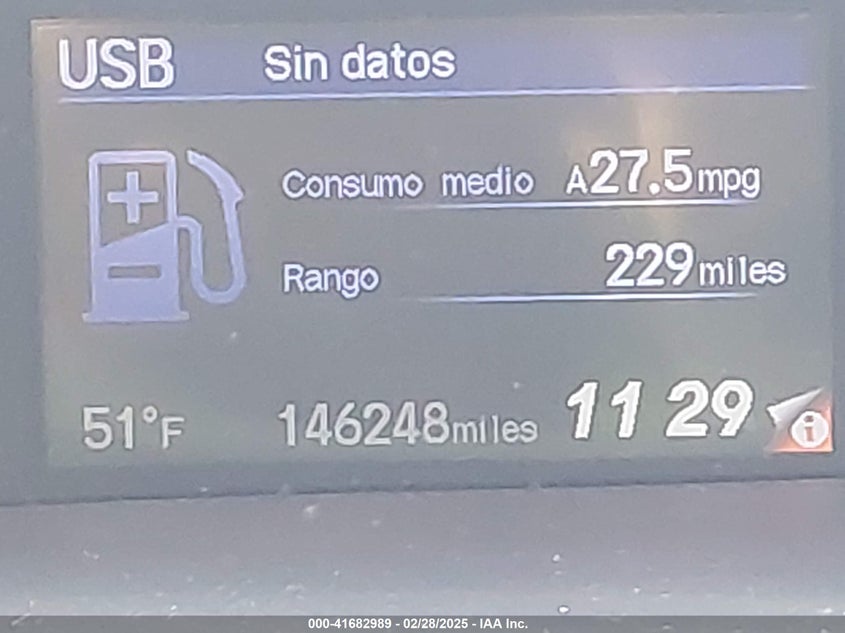 USB Sin datos
Consumo medio A27.5mpg
Rango 229miles
51°F 146248miles 11 29
000-41682989 - 02/28/2025 - IAA Inc.